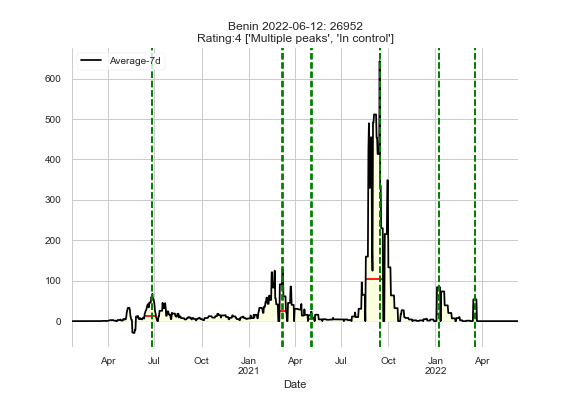 Benin 2022-06-12: 26952
Rating:4 ['Multiple peaks', 'In control']
Average-7d
600
500
400
300
200
100
0
Apr Jul Oct Jan Apr Jul Oct Jan Apr
2021 2022
Date